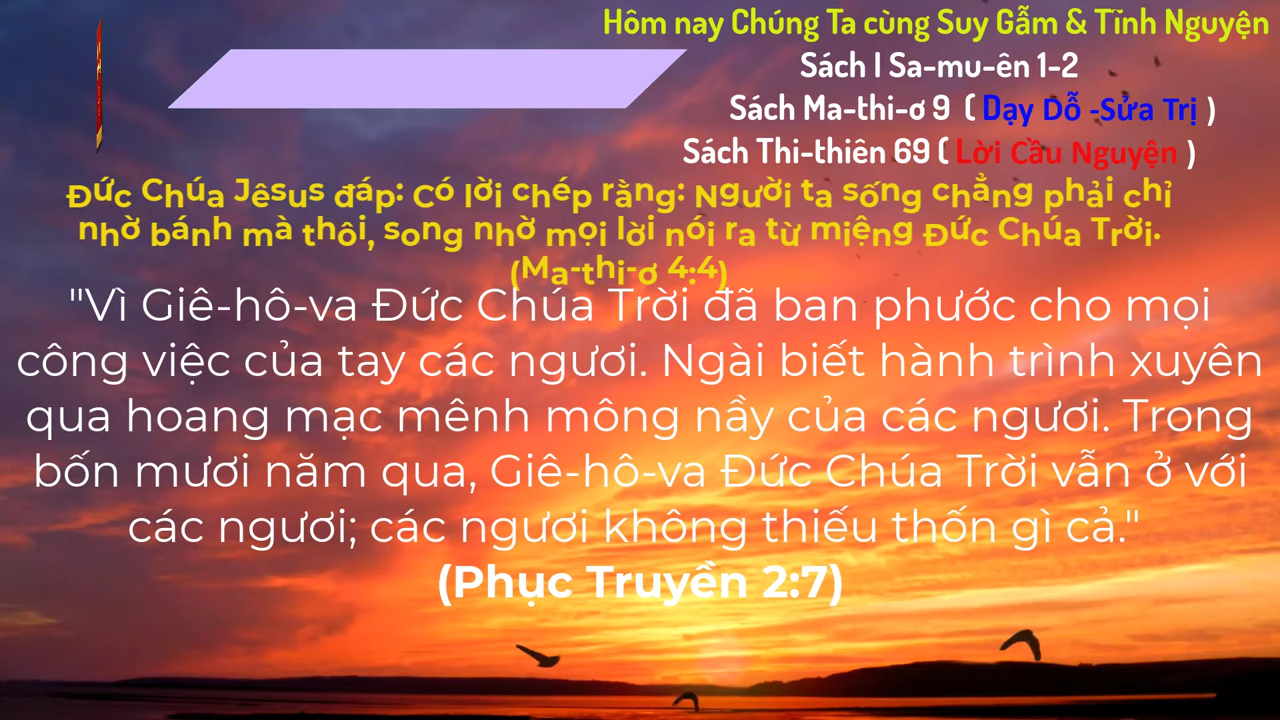 Hôm nay Chúng Ta cùng Suy Gẫm & Tĩnh Nguyện
Sách I Sa-mu-ên 1-2
Sách Ma-thi-ơ 9 ( Dạy Dỗ -Sửa Trị )
Sách Thi-thiên 69 ( Lời Cầu Nguyện )
Đức Chúa Jêsus đáp: Có lời chép rằng: Người ta sống chẳng phải chỉ
nhờ bánh mà thôi, song nhờ mọi lời nói ra từ miệng Đức Chúa Trời.
(Ma-thi-ơ 4:4)
"Vì Giê-hô-va Đức Chúa Trời đã ban phước cho mọi
công việc của tay các ngươi. Ngài biết hành trình xuyên
qua hoang mạc mênh mông nầy của các ngươi. Trong
bốn mươi năm qua, Giê-hô-va Đức Chúa Trời vẫn ở với
các ngươi; các ngươi không thiếu thốn gì cả."
(Phục Truyền 2:7)